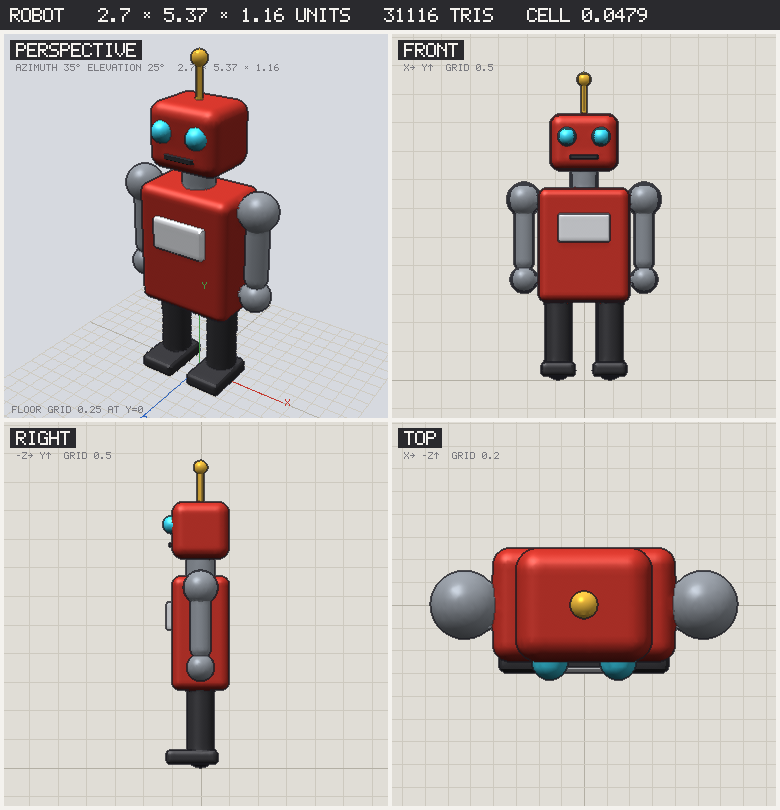 ROBOT 2.7 × 5.37 × 1.16 UNITS 31116 TRIS CELL 0.0479
PERSPECTIVE
AZIMUTH 35° ELEVATION 25° 2.7 × 5.37 × 1.16
Y
X
FLOOR GRID 0.25 AT Y=0
FRONT
X→ Y↑ GRID 0.5
RIGHT
-Z→ Y↑ GRID 0.5
TOP
X→ -Z↑ GRID 0.2